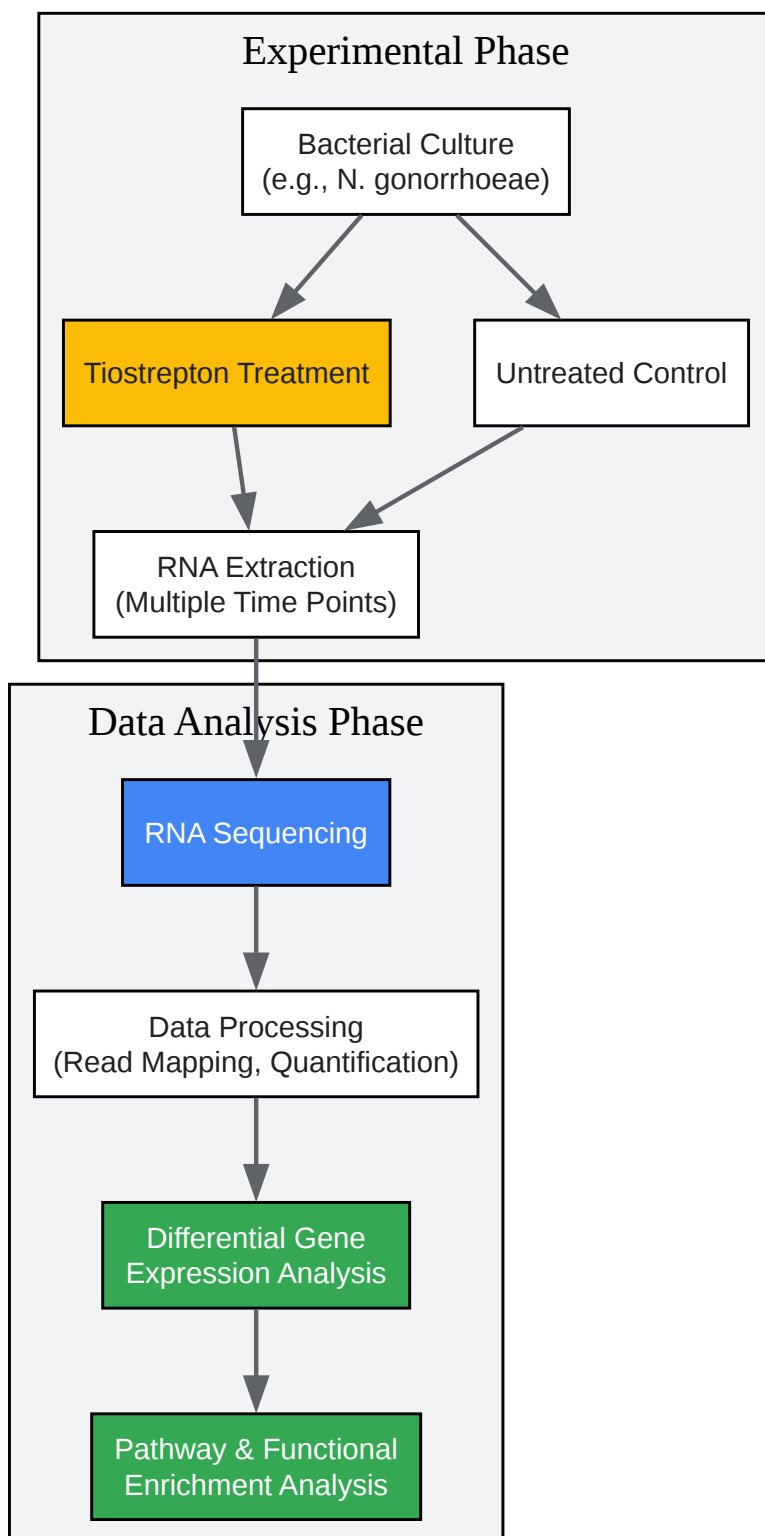 Experimental Phase
Bacterial Culture
(e.g., N. gonorrhoeae)
Tiostrepton Treatment
Untreated Control
RNA Extraction
(Multiple Time Points)
Data Analysis Phase
RNA Sequencing
Data Processing
(Read Mapping, Quantification)
Differential Gene
Expression Analysis
Pathway & Functional
Enrichment Analysis